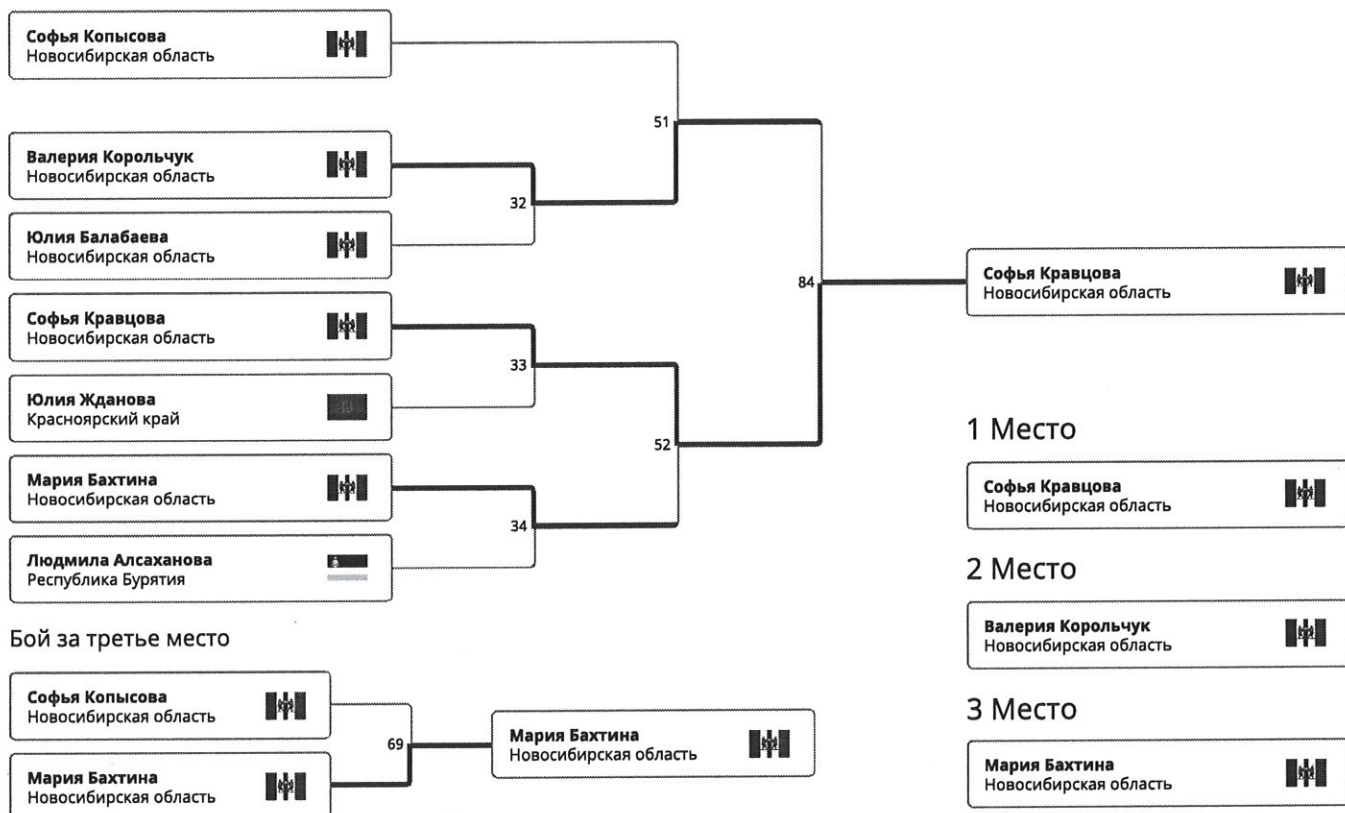 Софья Копысова
Новосибирская область
51
Валерия Корольчук
Новосибирская область
32
Юлия Балабаева
Новосибирская область
84
Софья Кравцова
Новосибирская область
Софья Кравцова
Новосибирская область
33
Юлия Жданова
Красноярский край
52
1 Место
Софья Кравцова
Новосибирская область
Мария Бахтина
Новосибирская область
34
Людмила Алсаханова
Республика Бурятия
2 Место
Валерия Корольчук
Новосибирская область
Бой за третье место
Софья Копысова
Новосибирская область
69
Мария Бахтина
Новосибирская область
Мария Бахтина
Новосибирская область
3 Место
Мария Бахтина
Новосибирская область